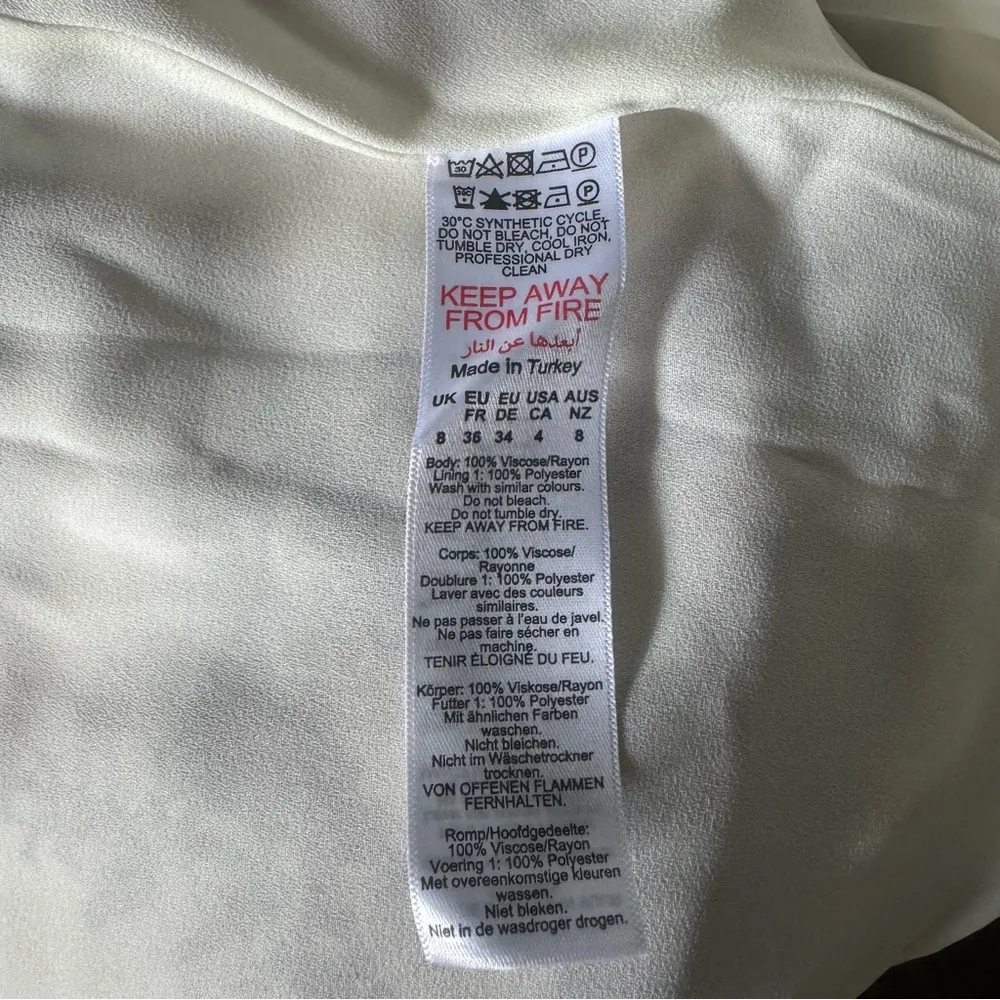 30
30C
30°C SYNTHETIC CYCLE,
DO NOT BLEACH, DO NOT
TUMBLE DRY, COOL IRON,
PROFESSIONAL DRY
CLEAN
KEEP AWAY
FROM FIRE
أبعدها عن النار
Made in Turkey
UK EU EU USA AUS
FR DE CA NZ
8 36 34 4 8
Body: 100% Viscose/Rayon
Lining 1: 100% Polyester
Wash with similar colours.
Do not bleach.
Do not tumble dry.
KEEP AWAY FROM FIRE.
Corps: 100% Viscose/
Rayonne
Doublure 1: 100% Polyester
Laver avec des couleurs
similaires.
Ne pas passer à l'eau de javel.
Ne pas faire sécher en
machine.
TENIR ÉLOIGNÉ DU FEU.
Körper: 100% Viskose/Rayon
Futter 1: 100% Polyester
Mit ähnlichen Farben
waschen.
Nicht bleichen.
Nicht im Wäschetrockner
trocknen.
VON OFFENEN FLAMMEN
FERNHALTEN.
Romp/Hoofdgedeelte:
100% Viscose/Rayon
Voering 1: 100% Polyester
Met overeenkomstige kleuren
wassen.
Niet bleken.
Niet in de wasdroger drogen.